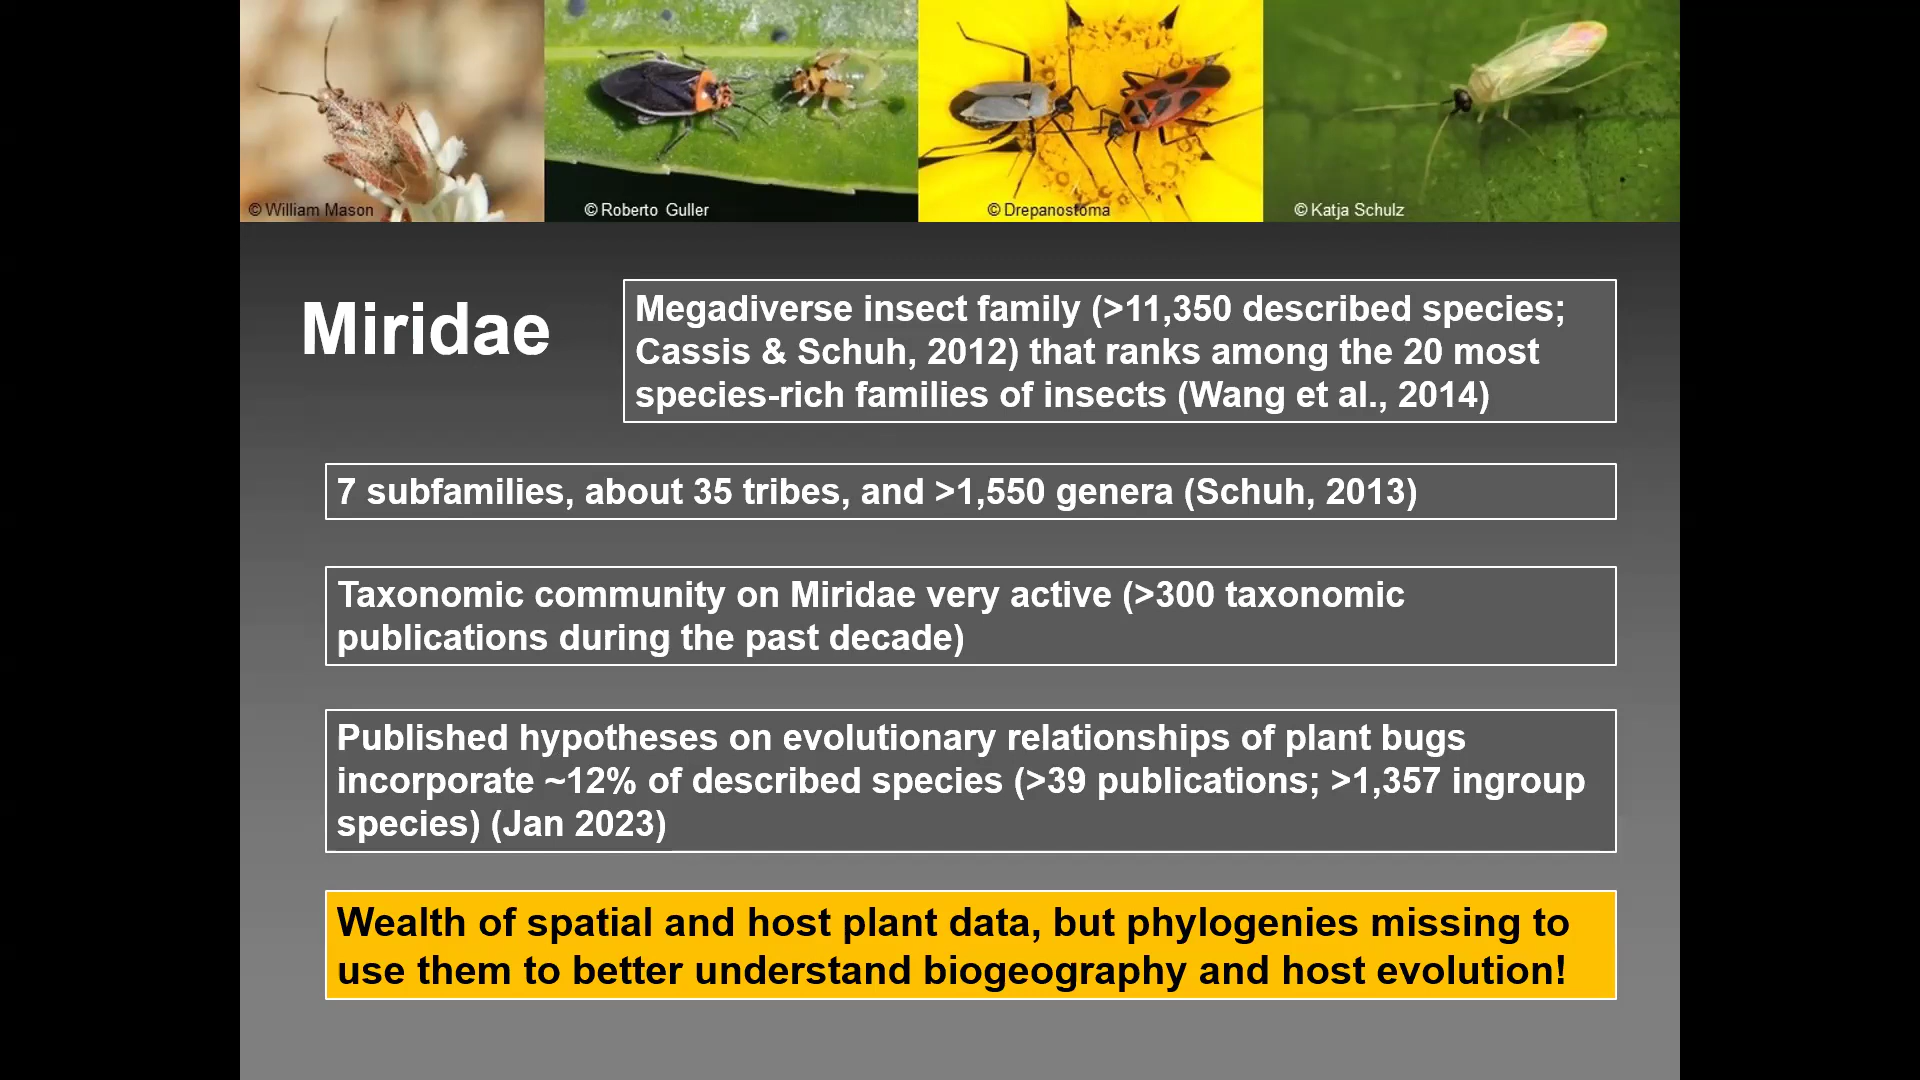 © William Mason
© Roberto Guller
© Drepanostoma
© Katja Schulz
Miridae
Megadiverse insect family (>11,350 described species;
Cassis & Schuh, 2012) that ranks among the 20 most
species-rich families of insects (Wang et al., 2014)
7 subfamilies, about 35 tribes, and >1,550 genera (Schuh, 2013)
Taxonomic community on Miridae very active (>300 taxonomic
publications during the past decade)
Published hypotheses on evolutionary relationships of plant bugs
incorporate ~12% of described species (>39 publications; >1,357 ingroup
species) (Jan 2023)
Wealth of spatial and host plant data, but phylogenies missing to
use them to better understand biogeography and host evolution!